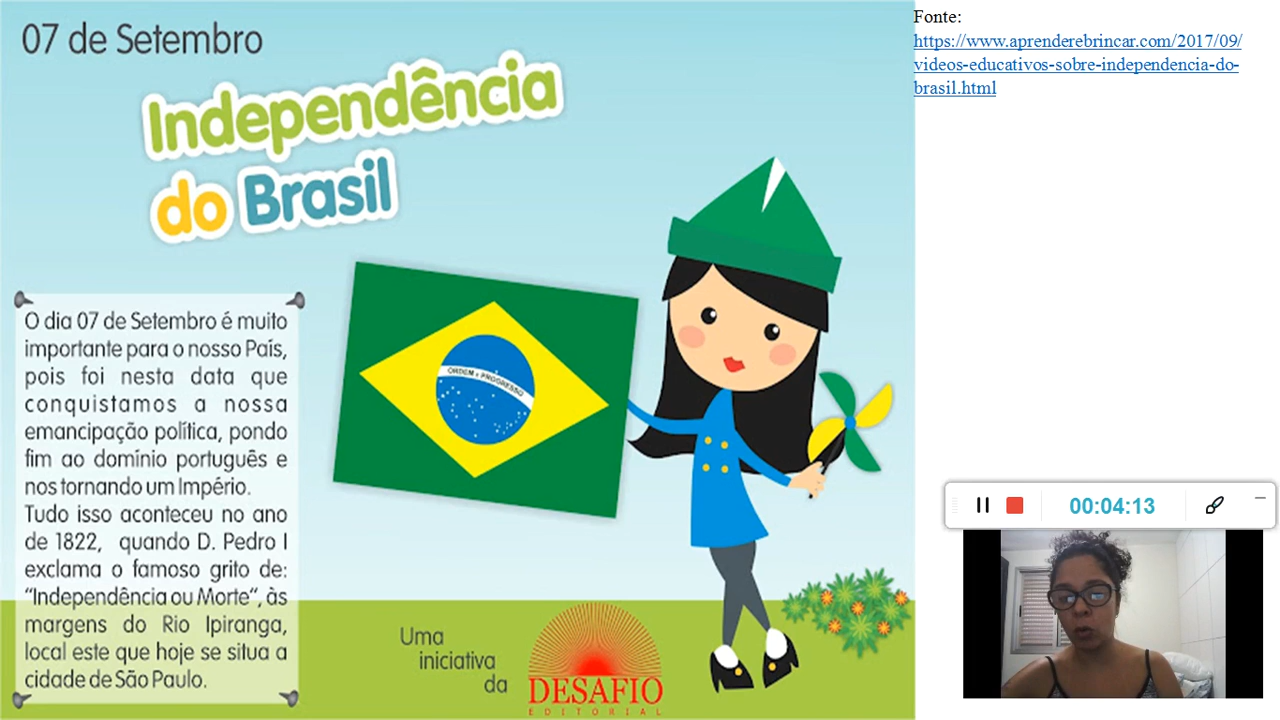 07 de Setembro
Independência
do Brasil
O dia 07 de Setembro é muito
importante para o nosso País,
pois foi nesta data que
conquistamos a nossa
emancipação política, pondo
fim ao domínio português e
nos tornando um Império.
Tudo isso aconteceu no ano
de 1822, quando D. Pedro I
exclama o famoso grito de:
“Independência ou Morte”, às
margens do Rio Ipiranga,
local este que hoje se situa a
cidade de São Paulo.
ORDEM E PROGRESSO
Uma
iniciativa
da
DESAFIO
EDITORIAL
Fonte:
https://www.aprenderebrincar.com/2017/09/
videos-educativos-sobre-independencia-do-
brasil.html
00:04:13